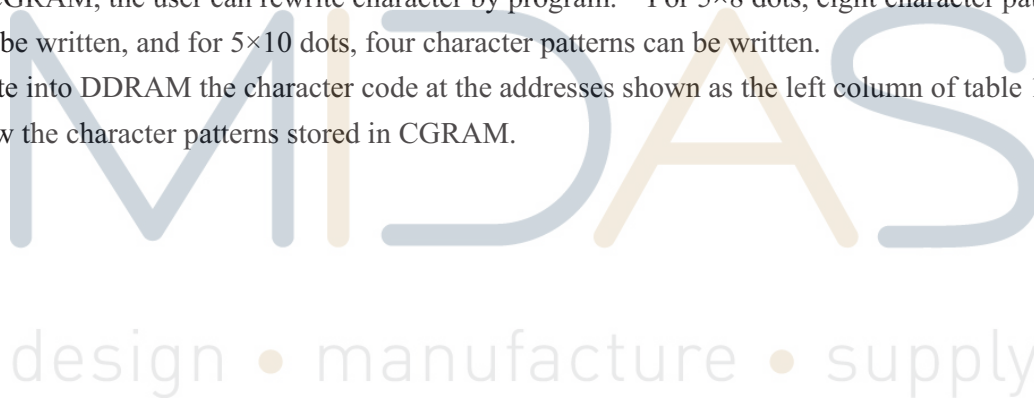 CGRAM, the user can rewrite character by program. For 5×8 dots, eight character pat
be written, and for 5×10 dots, four character patterns can be written.
te into DDRAM the character code at the addresses shown as the left column of table
w the character patterns stored in CGRAM.
MIDAS
design • manufacture • supply